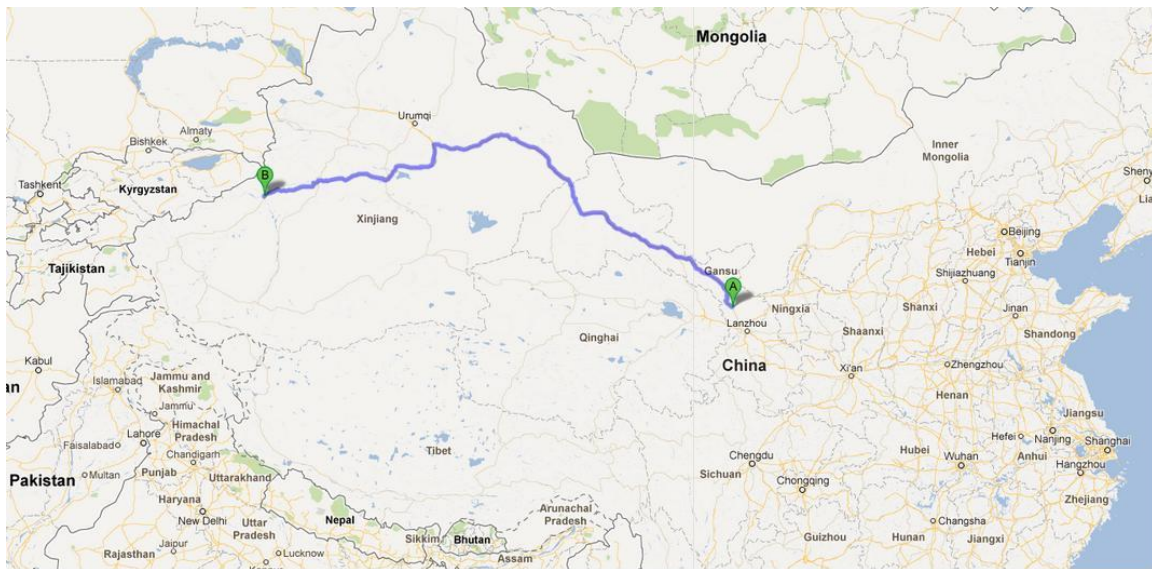 Mongolia
Urumqi
Almaty
Bishkek
Inner
Mongolia
Sheny
Lia
B
Tashkent
Kyrgyzstan
Xinjiang
Beijing
Hebei
Tianjin
Tajikistan
Gansu
Shijiazhuang
A
Ningxia
Shanxi
Jinan
Lanzhou
Shaanxi
Shandong
Qinghai
Kabul
China
Xi'an
Zhengzhou
an
Islamabad
Jammu and
Kashmir
Henan
Jammu
Jiangsu
Himachal
Pradesh
Lahore
Faisalabad
Hefei
Nanjing
Tibet
Hubei
Anhui
Shanghai
Chandigarh
Chengdu
Wuhan
Hangzhou
Multan
Punjab
Uttarakhand
Sichuan
Pakistan
Chongqing
Zhejiang
Haryana
New Delhi
Nepal
Arunachal
Pradesh
Changsha
Uttar
Pradesh
Sikkim
Bhutan
Hunan
Jiangxi
Guizhou
Jaipur
Rajasthan
Lucknow
Assam